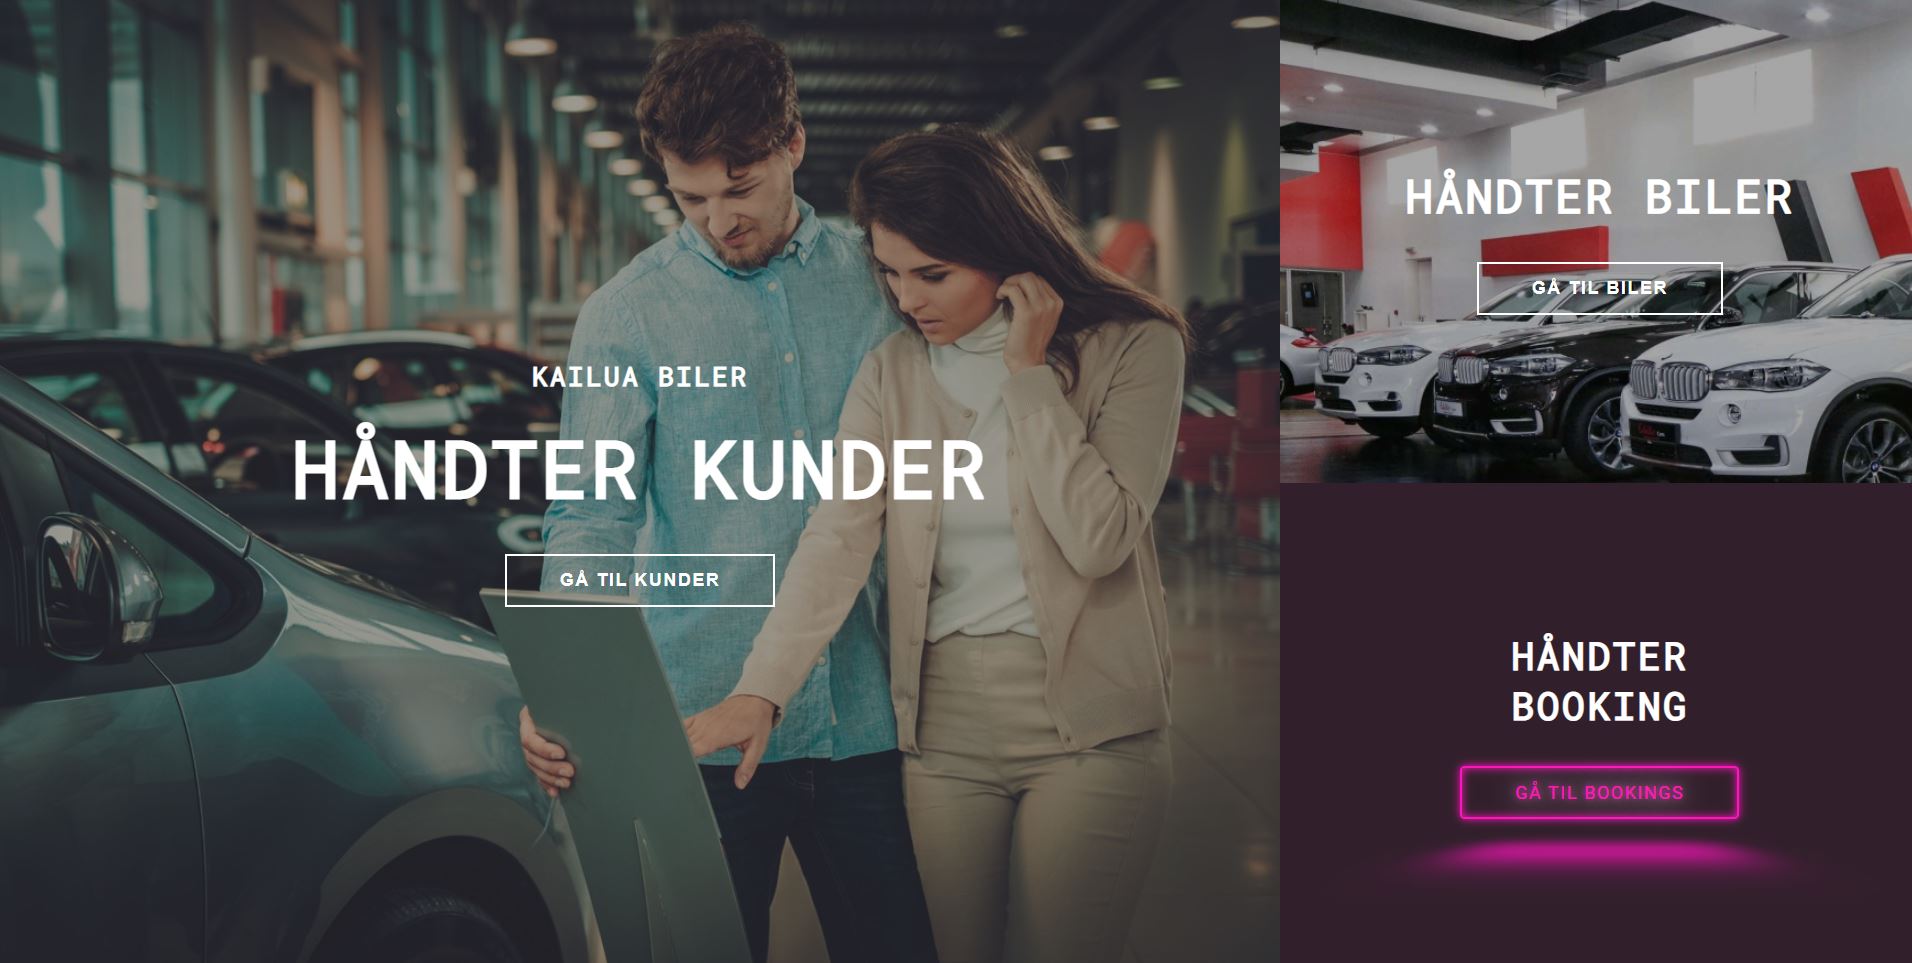 KAILUA BILER
HÅNDTER KUNDER
GÅ TIL KUNDER
HÅNDTER BILER
GÅ TIL BILER
HÅNDTER
BOOKING
GÅ TIL BOOKINGS